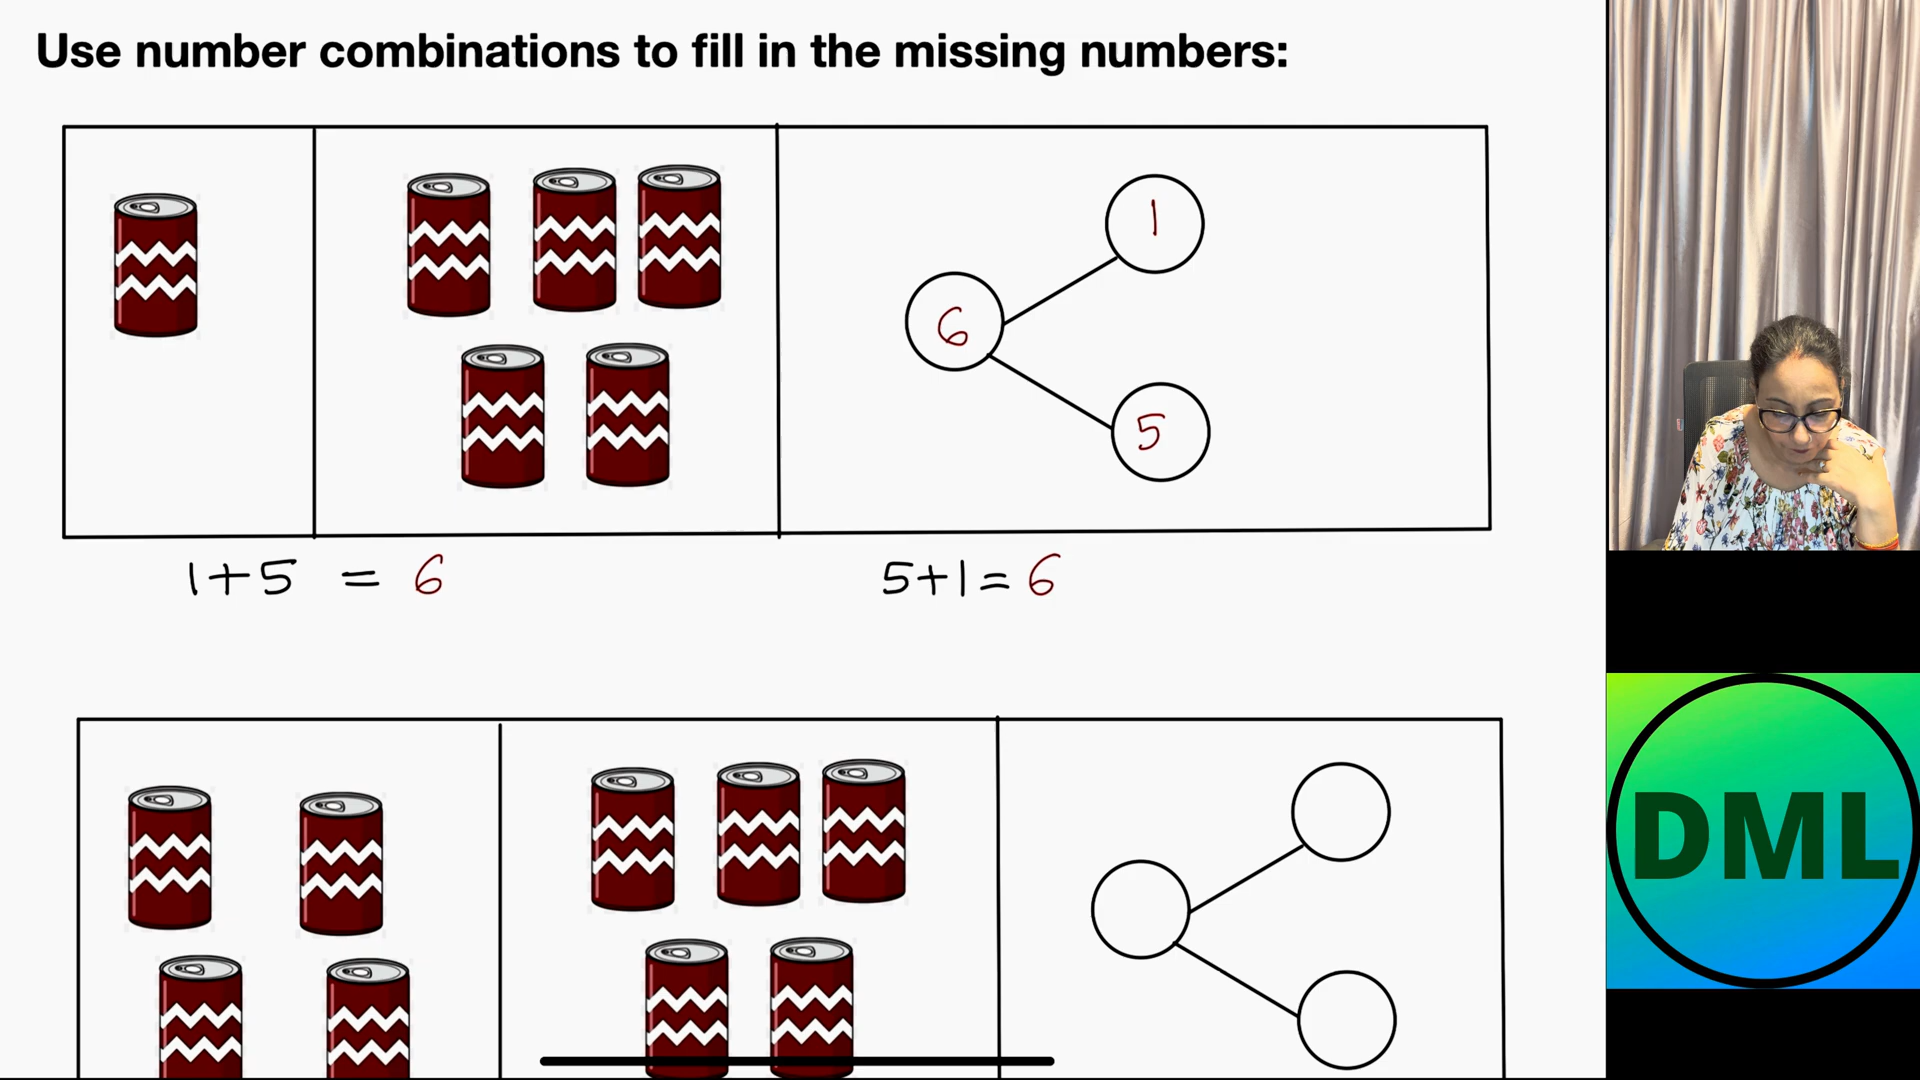 Use number combinations to fill in the missing numbers:
1
6
5
1+5 = 6
5+1= 6
DML